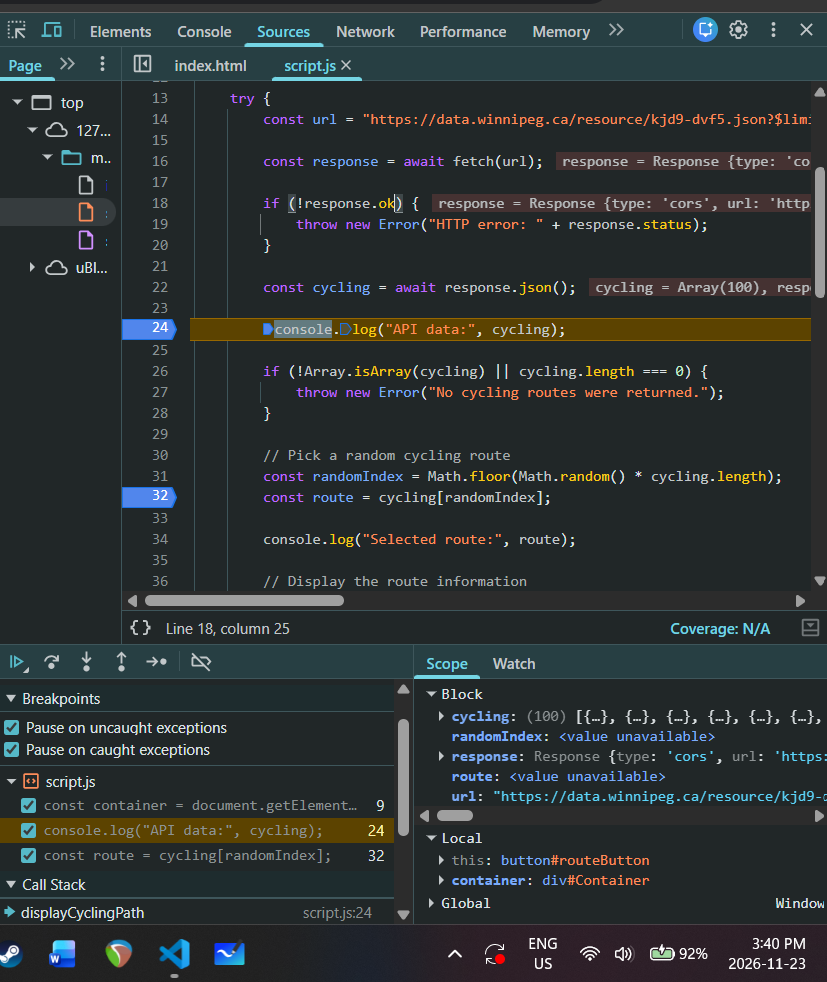 Elements Console Sources Network Performance Memory
Page index.html script.js
13 try {
14 const url = "https://data.winnipeg.ca/resource/kjd9-dvf5.json?$limi
15
16 const response = await fetch(url); response = Response {type: 'co
17
18 if (!response.ok) { response = Response {type: 'cors', url: 'http
19 throw new Error("HTTP error: " + response.status);
20 }
21
22 const cycling = await response.json(); cycling = Array(100), resp
23
24 console.log("API data:", cycling);
25
26 if (!Array.isArray(cycling) || cycling.length === 0) {
27 throw new Error("No cycling routes were returned.");
28 }
29
30 // Pick a random cycling route
31 const randomIndex = Math.floor(Math.random() * cycling.length);
32 const route = cycling[randomIndex];
33
34 console.log("Selected route:", route);
35
36 // Display the route information
top
127...
m..
uBl...
{} Line 18, column 25 Coverage: N/A
Breakpoints
Pause on uncaught exceptions
Pause on caught exceptions
script.js
const container = document.getElement... 9
console.log("API data:", cycling); 24
const route = cycling[randomIndex]; 32
Call Stack
displayCyclingPath script.js:24
Scope Watch
Block
cycling: (100) [{…}, {…}, {…}, {…}, {…}, {…},
randomIndex: <value unavailable>
response: Response {type: 'cors', url: 'https:
route: <value unavailable>
url: "https://data.winnipeg.ca/resource/kjd9-d
Local
this: button#routeButton
container: div#Container
Global Window
ENG
US
92%
3:40 PM
2026-11-23